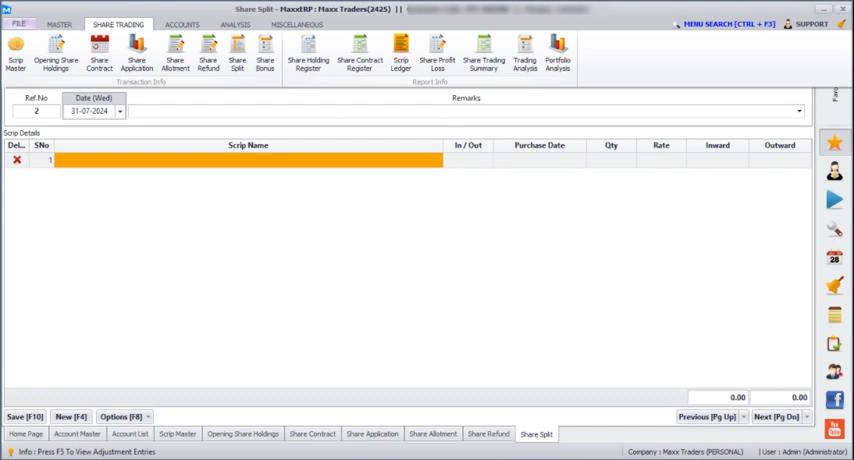 Share Split - MaxxERP : Maxx Traders(2425) ||
FILE MASTER SHARE TRADING ACCOUNTS ANALYSIS MISCELLANEOUS MENU SEARCH [CTRL + F3] SUPPORT
Scrip Master Opening Share Holdings Share Contract Share Application Share Allotment Share Refund Share Split Share Bonus Share Holding Register Share Contract Register Scrip Ledger Share Profit Loss Share Trading Summary Trading Analysis Portfolio Analysis
Transaction Info Report Info
Ref.No Date (Wed) Remarks
2 31-07-2024
Scrip Details
Del... SNo Scrip Name In / Out Purchase Date Qty Rate Inward Outward
1
28
0.00 0.00
Save [F10] New [F4] Options [F8] Previous [Pg Up] Next [Pg Dn]
Home Page Account Master Account List Scrip Master Opening Share Holdings Share Contract Share Application Share Allotment Share Refund Share Split
You Tube
Info : Press F5 To View Adjustment Entries Company : Maxx Traders (PERSONAL) User : Admin (Administrator)